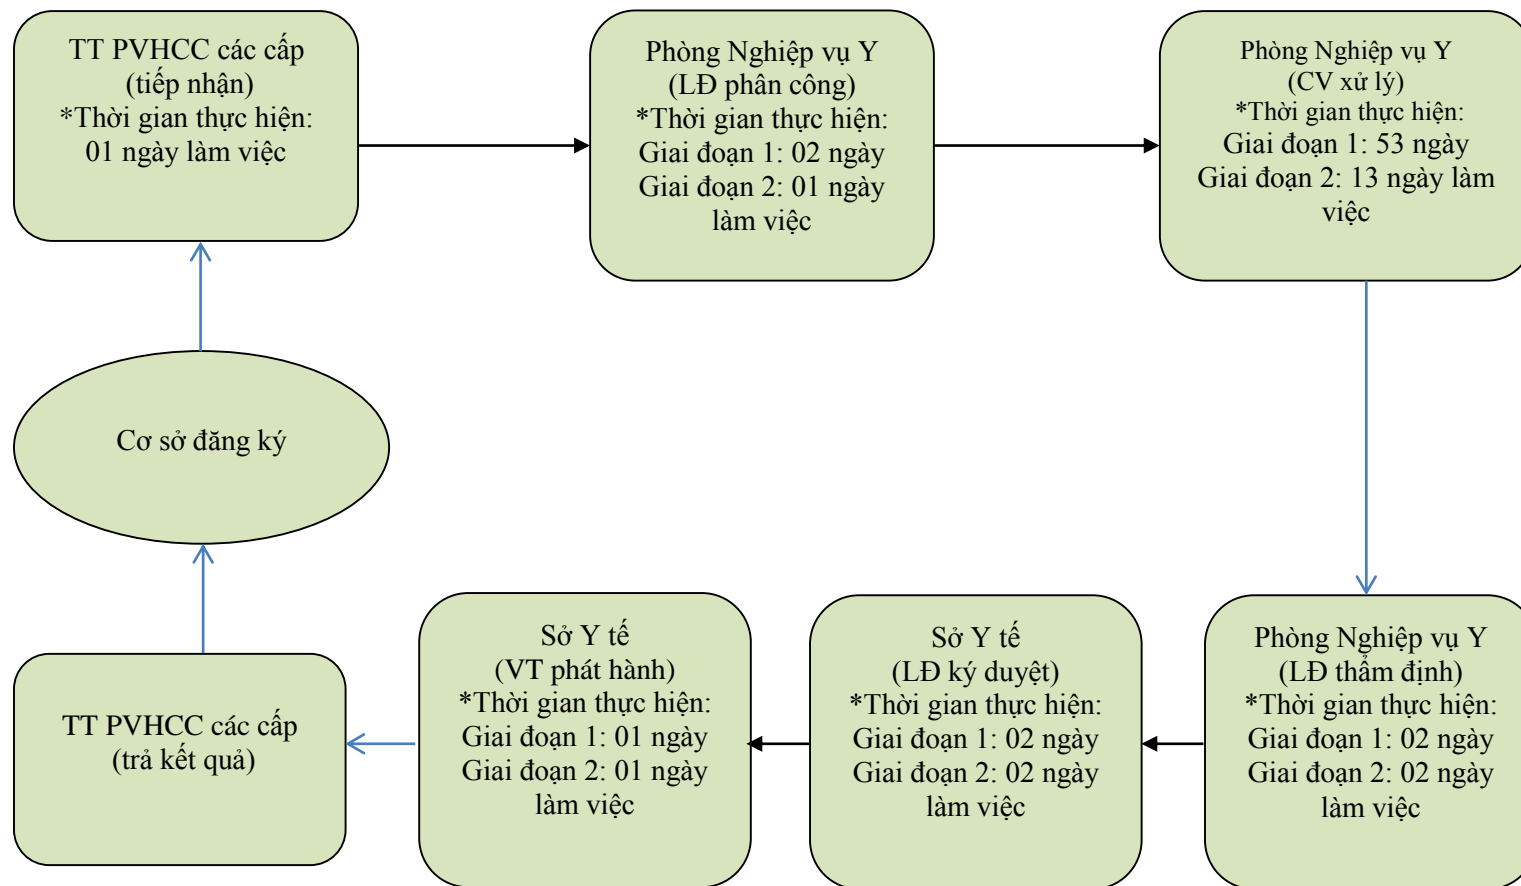 TT PVHCC các cấp
(tiếp nhận)
*Thời gian thực hiện:
01 ngày làm việc
Phòng Nghiệp vụ Y
(LĐ phân công)
*Thời gian thực hiện:
Giai đoạn 1: 02 ngày
Giai đoạn 2: 01 ngày
làm việc
Phòng Nghiệp vụ Y
(CV xử lý)
*Thời gian thực hiện:
Giai đoạn 1: 53 ngày
Giai đoạn 2: 13 ngày làm
việc
Cơ sở đăng ký
TT PVHCC các cấp
(trả kết quả)
Sở Y tế
(VT phát hành)
*Thời gian thực hiện:
Giai đoạn 1: 01 ngày
Giai đoạn 2: 01 ngày
làm việc
Sở Y tế
(LĐ ký duyệt)
*Thời gian thực hiện:
Giai đoạn 1: 02 ngày
Giai đoạn 2: 02 ngày
làm việc
Phòng Nghiệp vụ Y
(LĐ thẩm định)
*Thời gian thực hiện:
Giai đoạn 1: 02 ngày
Giai đoạn 2: 02 ngày
làm việc